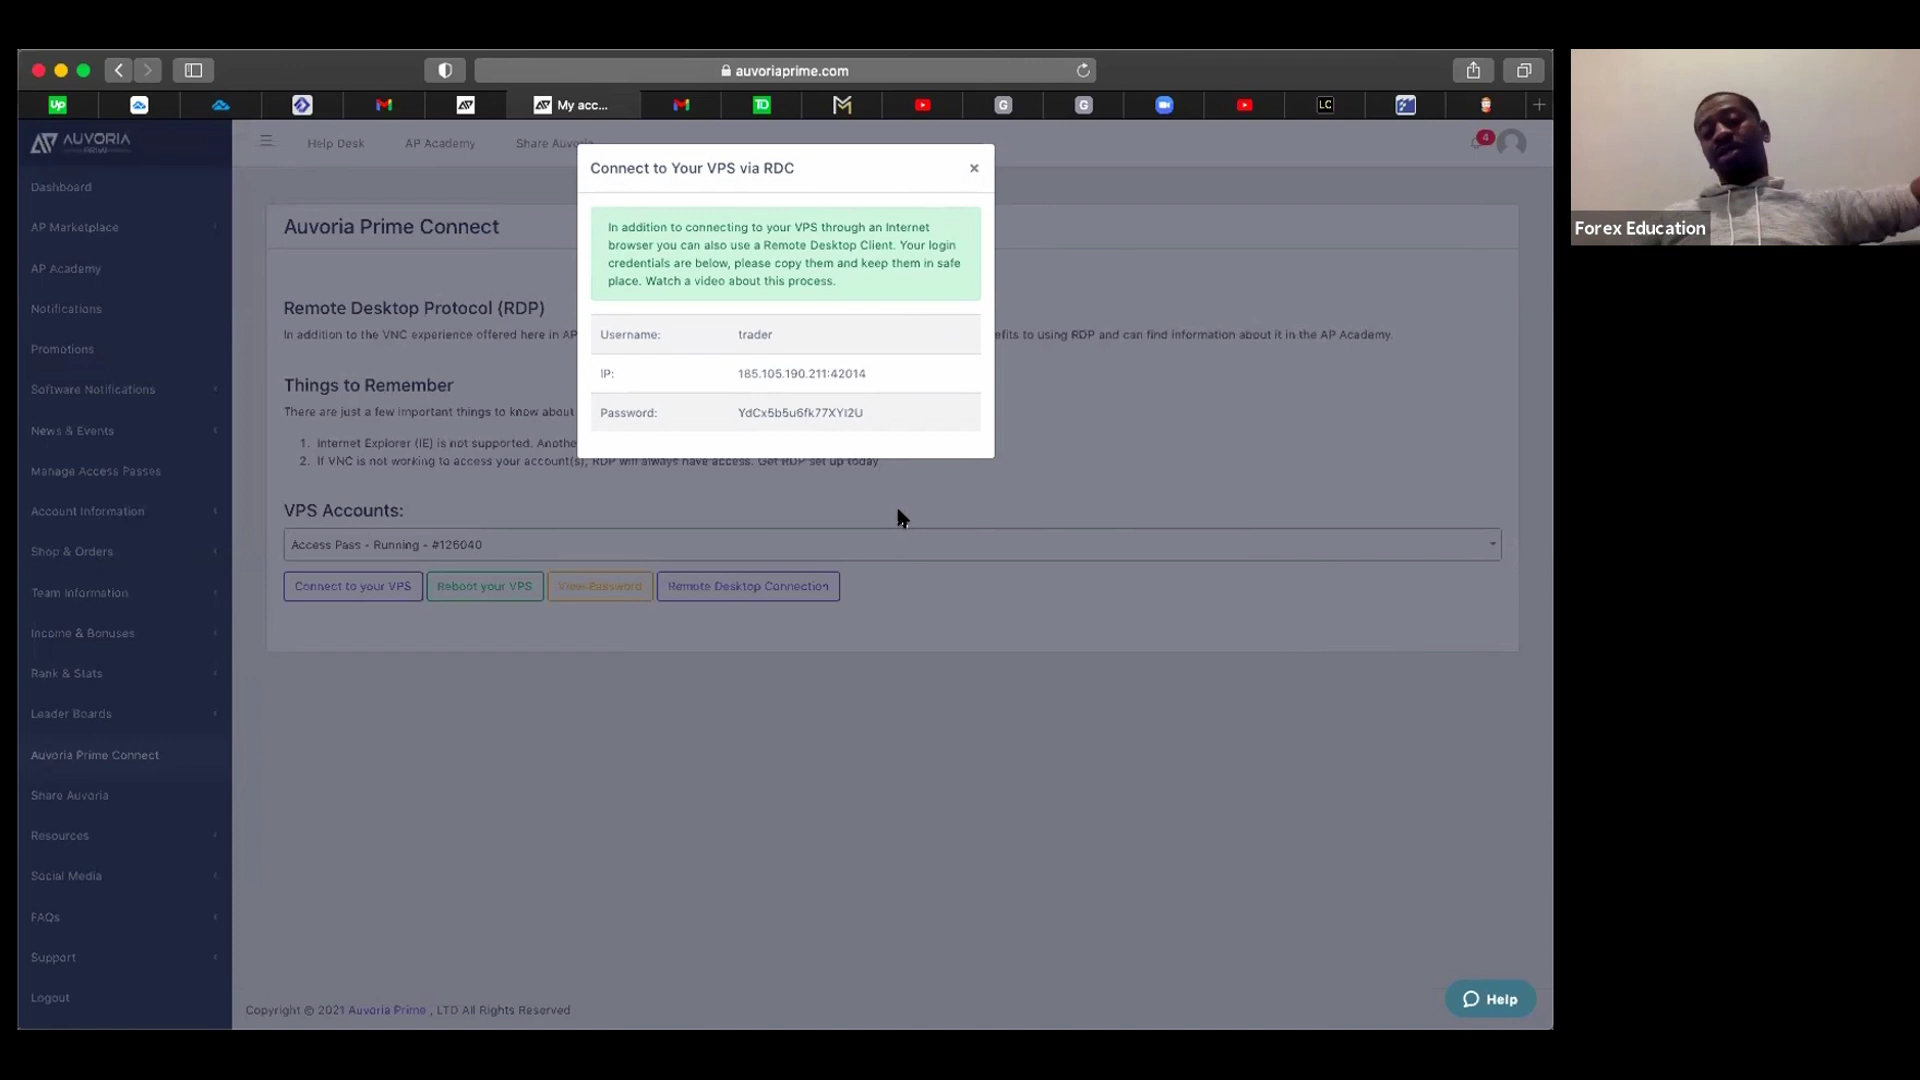 auvoriaprime.com
Up
My acc...
TD
G
G
LC
AUVORIA
Help Desk
AP Academy
Share Auvoria
4
Connect to Your VPS via RDC
×
In addition to connecting to your VPS through an Internet
browser you can also use a Remote Desktop Client. Your login
credentials are below, please copy them and keep them in safe
place. Watch a video about this process.
Username: trader
IP: 185.105.190.211:42014
Password: YdCx5b5u6fk77XYI2U
Dashboard
AP Marketplace
AP Academy
Notifications
Promotions
Software Notifications
News & Events
Manage Access Passes
Account Information
Shop & Orders
Team Information
Income & Bonuses
Rank & Stats
Leader Boards
Auvoria Prime Connect
Share Auvoria
Resources
Social Media
FAQs
Support
Logout
Auvoria Prime Connect
Remote Desktop Protocol (RDP)
In addition to the VNC experience offered here in AP
efits to using RDP and can find information about it in the AP Academy.
Things to Remember
There are just a few important things to know about
1. Internet Explorer (IE) is not supported. Anothe
2. If VNC is not working to access your account(s), RDP will always have access. Get RDP set up today
VPS Accounts:
Access Pass - Running - #126040
Connect to your VPS
Reboot your VPS
View Password
Remote Desktop Connection
Copyright © 2021 Auvoria Prime , LTD All Rights Reserved
Help
Forex Education